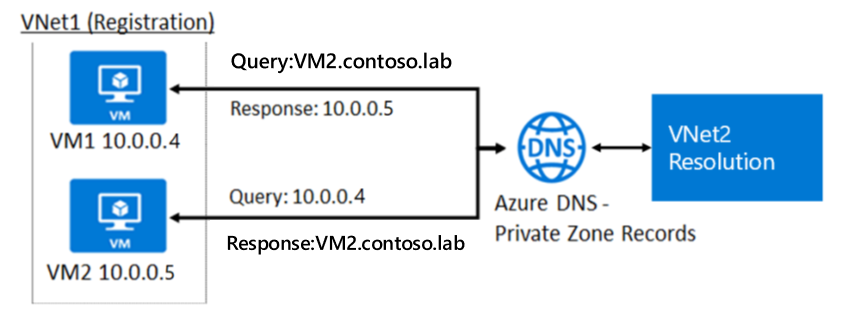 VNet1 (Registration)
VM
VM1 10.0.0.4
VM
VM2 10.0.0.5
Query:VM2.contoso.lab
Response: 10.0.0.5
Query: 10.0.0.4
Response:VM2.contoso.lab
DNS
Azure DNS -
Private Zone Records
VNet2
Resolution